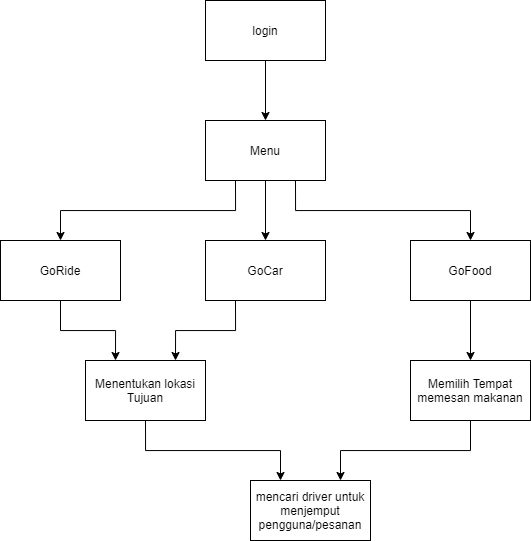 login
Menu
GoRide
GoCar
GoFood
Menentukan lokasi
Tujuan
Memilih Tempat
memesan makanan
mencari driver untuk
menjemput
pengguna/pesanan